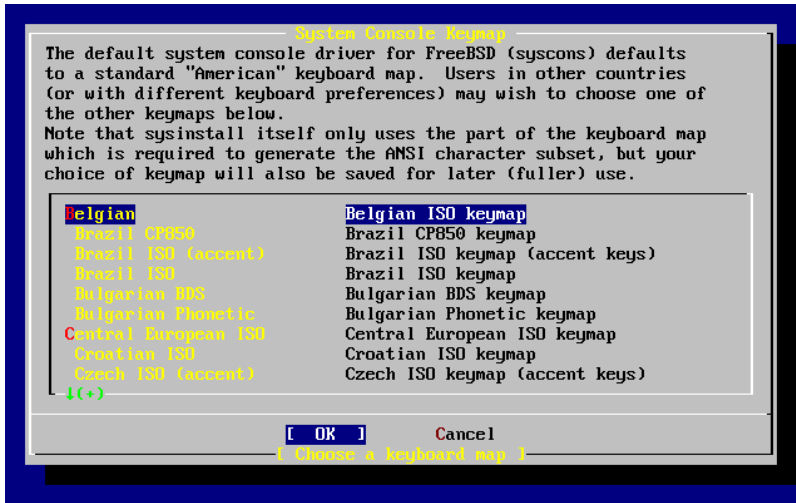 System Console Keymap
The default system console driver for FreeBSD (syscons) defaults
to a standard "American" keyboard map.  Users in other countries
(or with different keyboard preferences) may wish to choose one of
the other keymaps below.
Note that sysinstall itself only uses the part of the keyboard map
which is required to generate the ANSI character subset, but your
choice of keymap will also be saved for later (fuller) use.
Belgian Belgian ISO keymap
Brazil CP850 Brazil CP850 keymap
Brazil ISO (accent) Brazil ISO keymap (accent keys)
Brazil ISO Brazil ISO keymap
Bulgarian BDS Bulgarian BDS keymap
Bulgarian Phonetic Bulgarian Phonetic keymap
Central European ISO Central European ISO keymap
Croatian ISO Croatian ISO keymap
Czech ISO (accent) Czech ISO keymap (accent keys)
↓(+)
[ OK ] Cancel
[ Choose a keyboard map ]